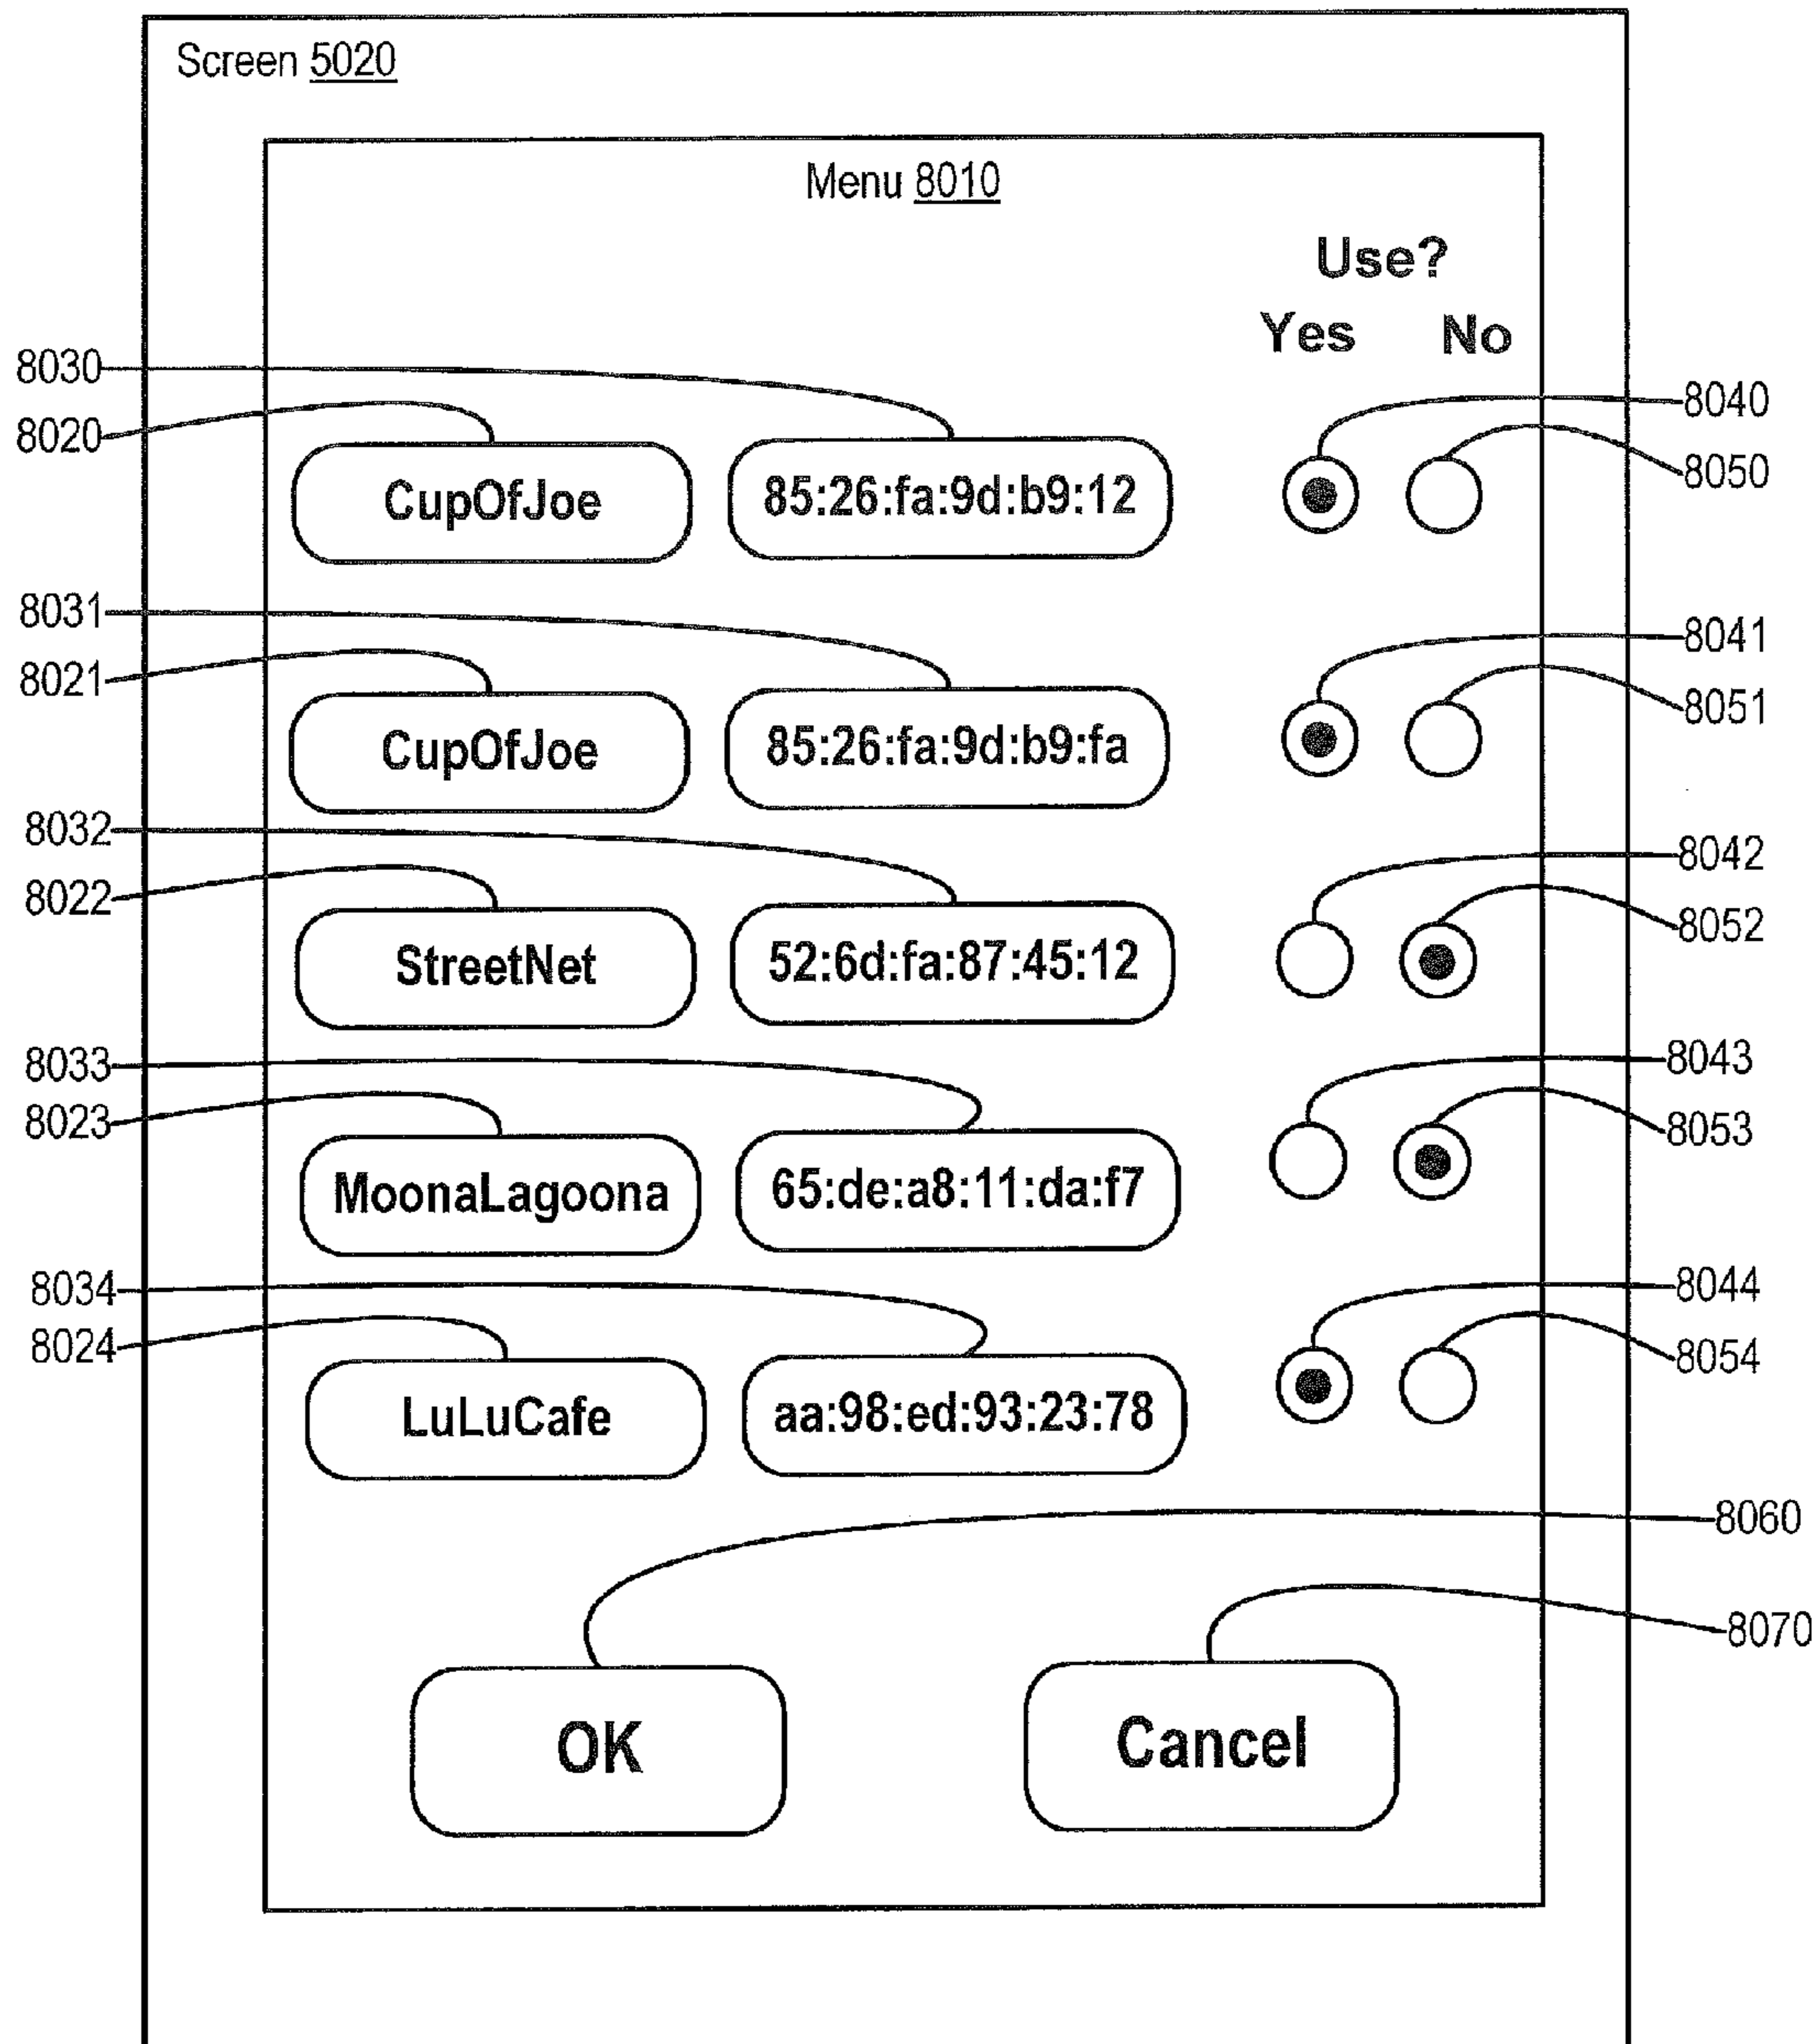 Screen 5020
Menu 8010
Use?
Yes No
8030
8040
8020
8050
CupOfJoe 85:26:fa:9d:b9:12
8031
8041
8021
8051
CupOfJoe 85:26:fa:9d:b9:fa
8032
8042
8022
8052
StreetNet 52:6d:fa:87:45:12
8033
8043
8023
8053
MoonaLagoona 65:de:a8:11:da:f7
8034
8044
8024
8054
LuLuCafe aa:98:ed:93:23:78
8060
8070
OK Cancel